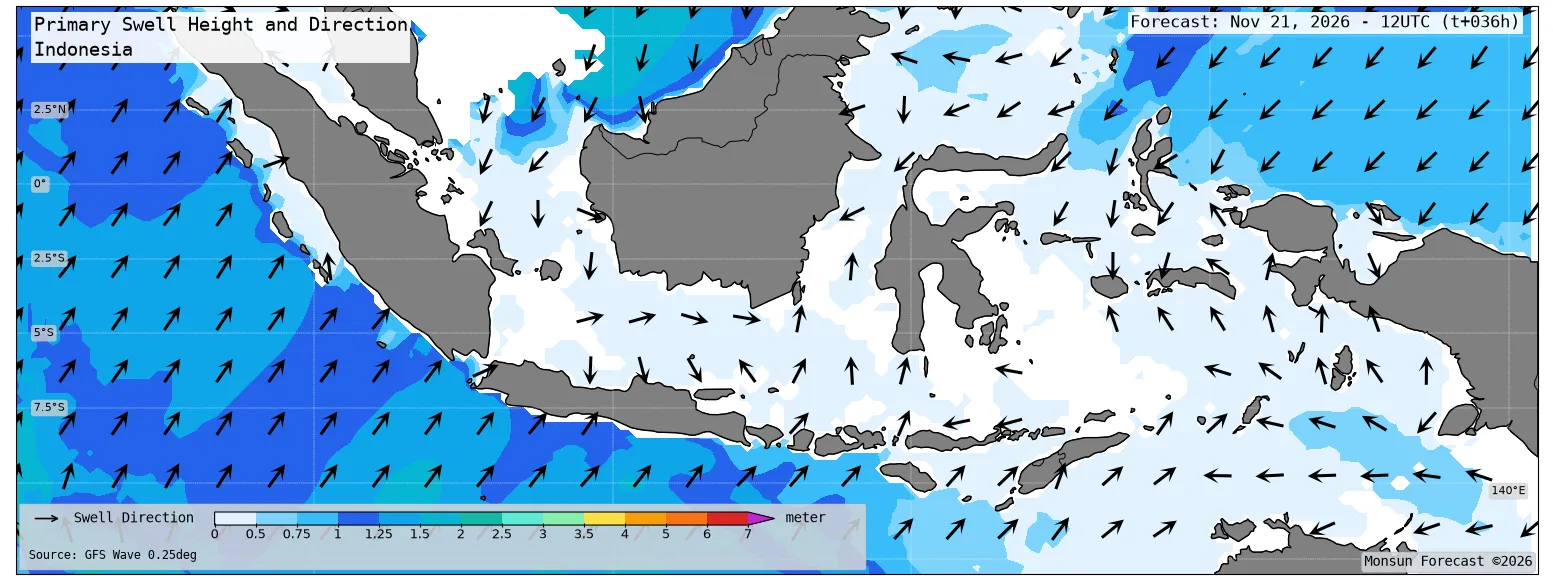 Primary Swell Height and Direction
Indonesia
Forecast: Nov 21, 2026 - 12UTC (t+036h)
2.5°N
0°
2.5°S
5°S
7.5°S
140°E
Swell Direction
meter
0 0.5 0.75 1 1.25 1.5 2 2.5 3 3.5 4 5 6 7
Source: GFS Wave 0.25deg
Monsun Forecast ©2026